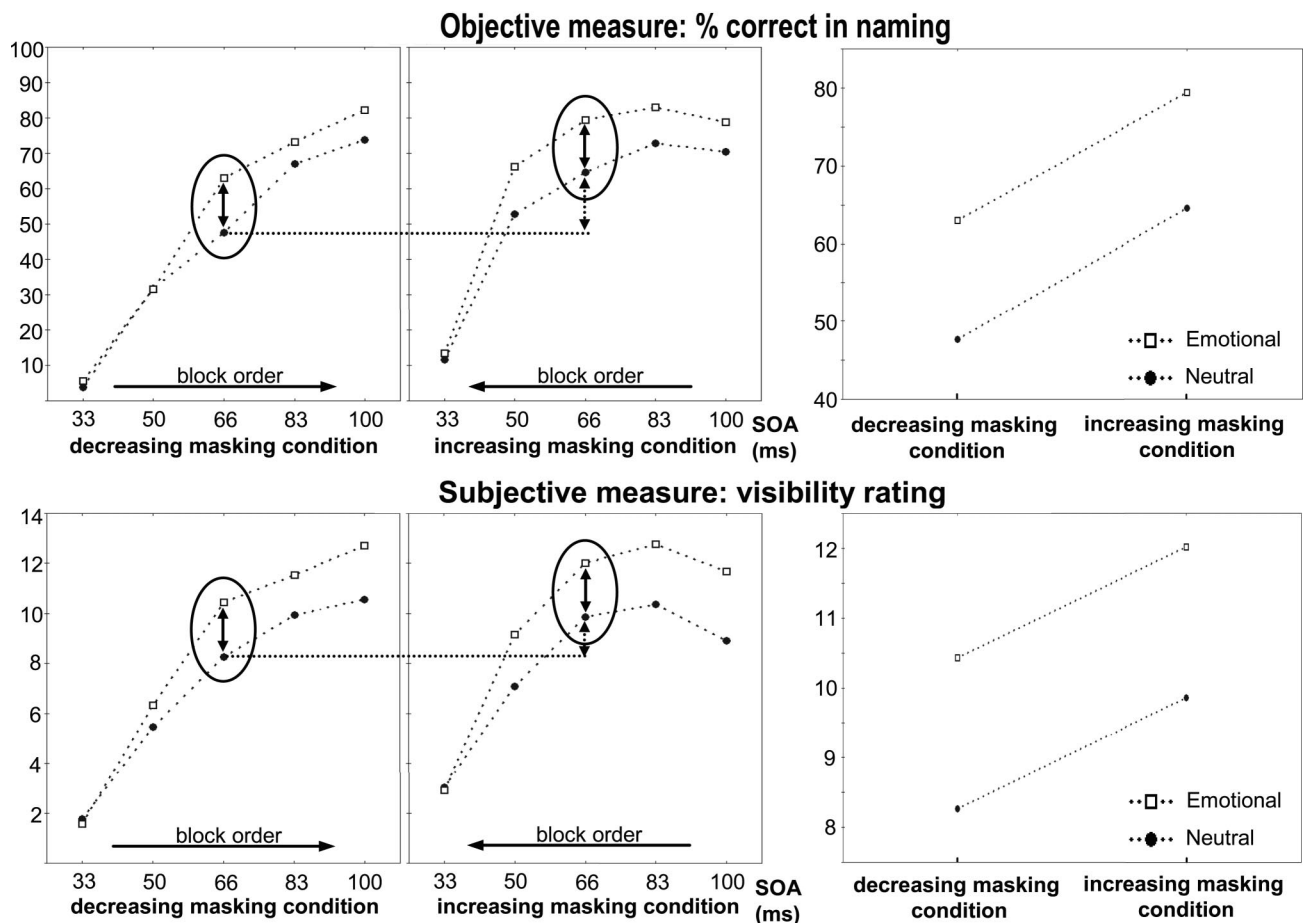 Objective measure: % correct in naming
100
90
80
70
60
50
40
30
20
10
block order
33 50 66 83 100
decreasing masking condition
block order
33 50 66 83 100 SOA
increasing masking condition (ms)
80
70
60
50
40
Emotional
Neutral
decreasing masking
condition
increasing masking
condition
Subjective measure: visibility rating
14
12
10
8
6
4
2
block order
33 50 66 83 100
decreasing masking condition
block order
33 50 66 83 100 SOA
increasing masking condition (ms)
12
11
10
9
8
Emotional
Neutral
decreasing masking
condition
increasing masking
condition